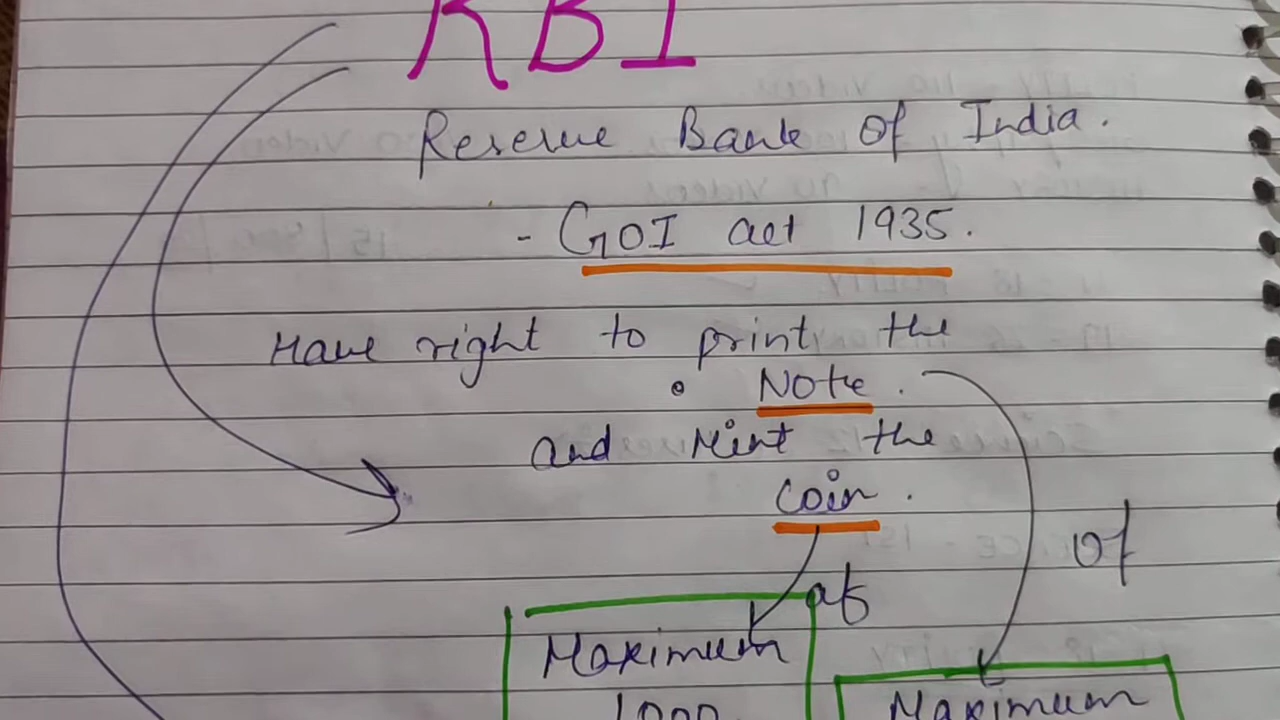 RBI
Reserve Bank Of India.
- GOI act 1935.
Have right to print the
• Note.
and Mint the
coin.
of
of
Maximum
1000
Maximum